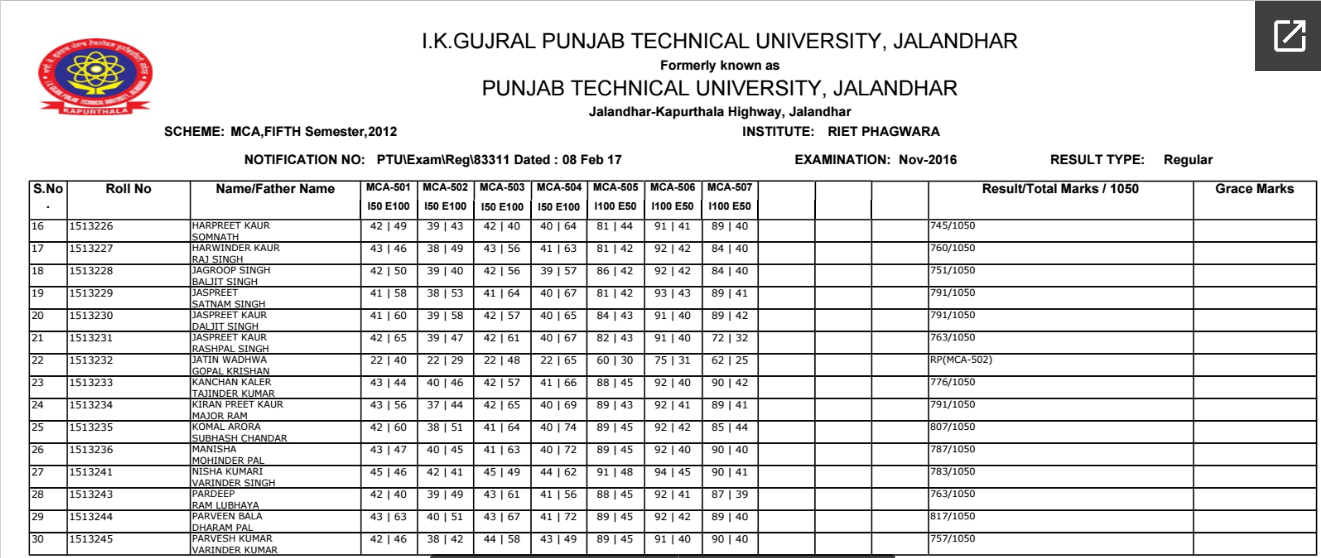 I.K.GUJRAL PUNJAB TECHNICAL UNIVERSITY, JALANDHAR
Formerly known as
PUNJAB TECHNICAL UNIVERSITY, JALANDHAR
Jalandhar-Kapurthala Highway, Jalandhar
KAPURTHALA
SCHEME: MCA,FIFTH Semester,2012 INSTITUTE: RIET PHAGWARA
NOTIFICATION NO: PTU\Exam\Reg\83311 Dated : 08 Feb 17 EXAMINATION: Nov-2016 RESULT TYPE: Regular
S.No Roll No Name/Father Name MCA-501 MCA-502 MCA-503 MCA-504 MCA-505 MCA-506 MCA-507 Result/Total Marks / 1050 Grace Marks
. I50 E100 I50 E100 I50 E100 I50 E100 I100 E50 I100 E50 I100 E50
16 1513226 HARPREET KAUR 42 | 49 39 | 43 42 | 40 40 | 64 81 | 44 91 | 41 89 | 40 745/1050
SOMNATH
17 1513227 HARWINDER KAUR 43 | 46 38 | 49 43 | 56 41 | 63 81 | 42 92 | 42 84 | 40 760/1050
RAJ SINGH
18 1513228 JAGROOP SINGH 42 | 50 39 | 40 42 | 56 39 | 57 86 | 42 92 | 42 84 | 40 751/1050
BALJIT SINGH
19 1513229 JASPREET 41 | 58 38 | 53 41 | 64 40 | 67 81 | 42 93 | 43 89 | 41 791/1050
SATNAM SINGH
20 1513230 JASPREET KAUR 41 | 60 39 | 58 42 | 57 40 | 65 84 | 43 91 | 40 89 | 42 791/1050
DALJIT SINGH
21 1513231 JASPREET KAUR 42 | 65 39 | 47 42 | 61 40 | 67 82 | 43 91 | 40 72 | 32 763/1050
RASHPAL SINGH
22 1513232 JATIN WADHWA 22 | 40 22 | 29 22 | 48 22 | 65 60 | 30 75 | 31 62 | 25 RP(MCA-502)
GOPAL KRISHAN
23 1513233 KANCHAN KALER 43 | 44 40 | 46 42 | 57 41 | 66 88 | 45 92 | 40 90 | 42 776/1050
TAJINDER KUMAR
24 1513234 KIRAN PREET KAUR 43 | 56 37 | 44 42 | 65 40 | 69 89 | 43 92 | 41 89 | 41 791/1050
MAJOR RAM
25 1513235 KOMAL ARORA 42 | 60 38 | 51 41 | 64 40 | 74 89 | 45 92 | 42 85 | 44 807/1050
SUBHASH CHANDAR
26 1513236 MANISHA 43 | 47 40 | 45 41 | 63 40 | 72 89 | 45 92 | 40 90 | 40 787/1050
MOHINDER PAL
27 1513241 NISHA KUMARI 45 | 46 42 | 41 45 | 49 44 | 62 91 | 48 94 | 45 90 | 41 783/1050
VARINDER SINGH
28 1513243 PARDEEP 42 | 40 39 | 49 43 | 61 41 | 56 88 | 45 92 | 41 87 | 39 763/1050
RAM LUBHAYA
29 1513244 PARVEEN BALA 43 | 63 40 | 51 43 | 67 41 | 72 89 | 45 92 | 42 89 | 40 817/1050
DHARAM PAL
30 1513245 PARVESH KUMAR 42 | 46 38 | 42 44 | 58 43 | 49 89 | 45 91 | 40 90 | 40 757/1050
VARINDER KUMAR